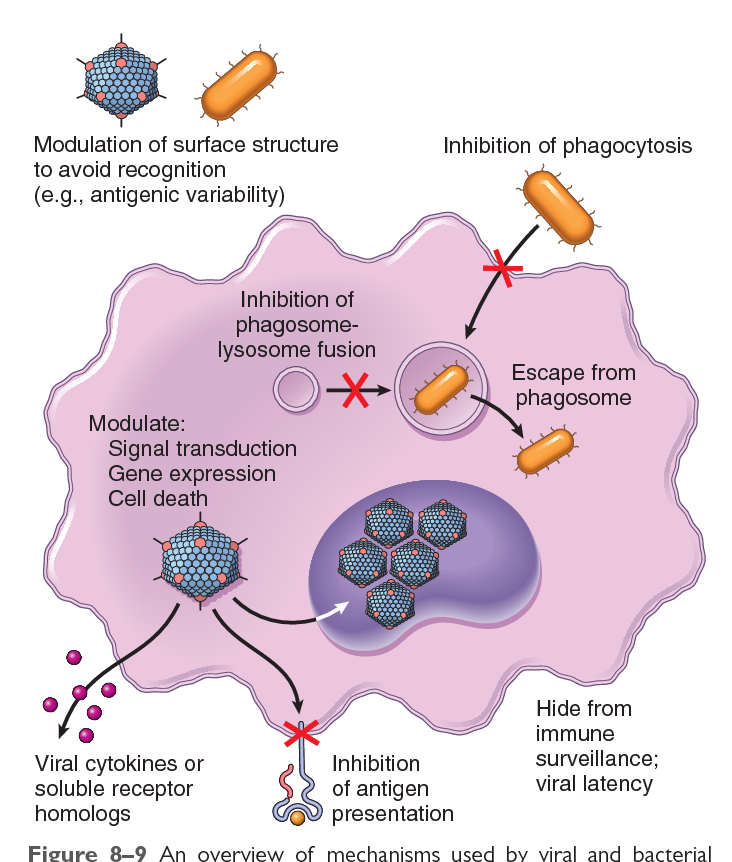 Modulation of surface structure
to avoid recognition
(e.g., antigenic variability)
Inhibition of phagocytosis
Inhibition of
phagosome-
lysosome fusion
Escape from
phagosome
Modulate:
Signal transduction
Gene expression
Cell death
Viral cytokines or
soluble receptor
homologs
Inhibition
of antigen
presentation
Hide from
immune
surveillance;
viral latency
Figure 8–9 An overview of mechanisms used by viral and bacterial